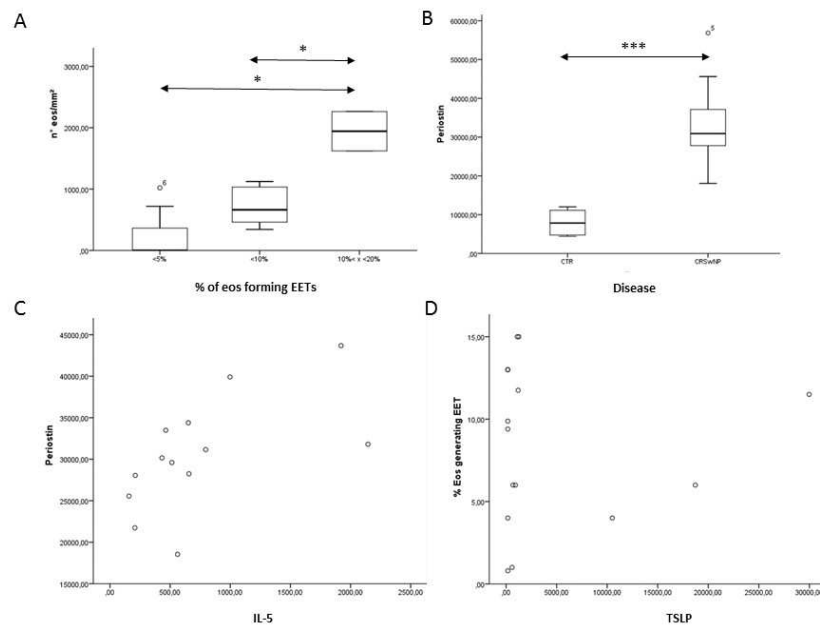 A
*
*
3000,00
2000,00
1000,00
,00
n° eos/mm²
6
<5%
<10%
10%< x <20%
% of eos forming EETs
B
5
***
60000,00
50000,00
40000,00
30000,00
20000,00
10000,00
,00
Periostin
CTR
CRSwNP
Disease
C
45000,00
40000,00
35000,00
30000,00
25000,00
20000,00
15000,00
Periostin
,00
500,00
1000,00
1500,00
2000,00
2500,00
IL-5
D
15,00
10,00
5,00
,00
% Eos generating EET
,00
5000,00
10000,00
15000,00
20000,00
25000,00
30000,00
TSLP